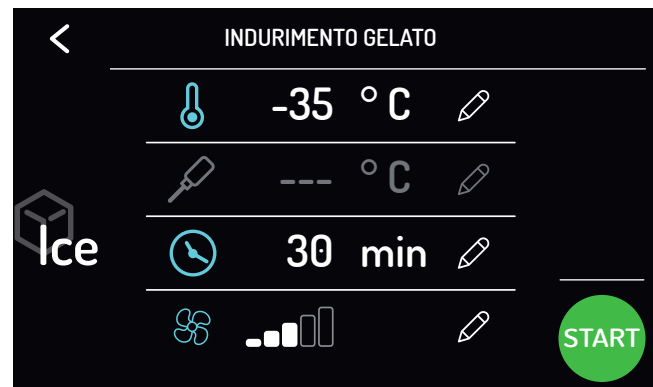 INDURIMENTO GELATO
-35 °C
--- °C
Ice
30 min
START